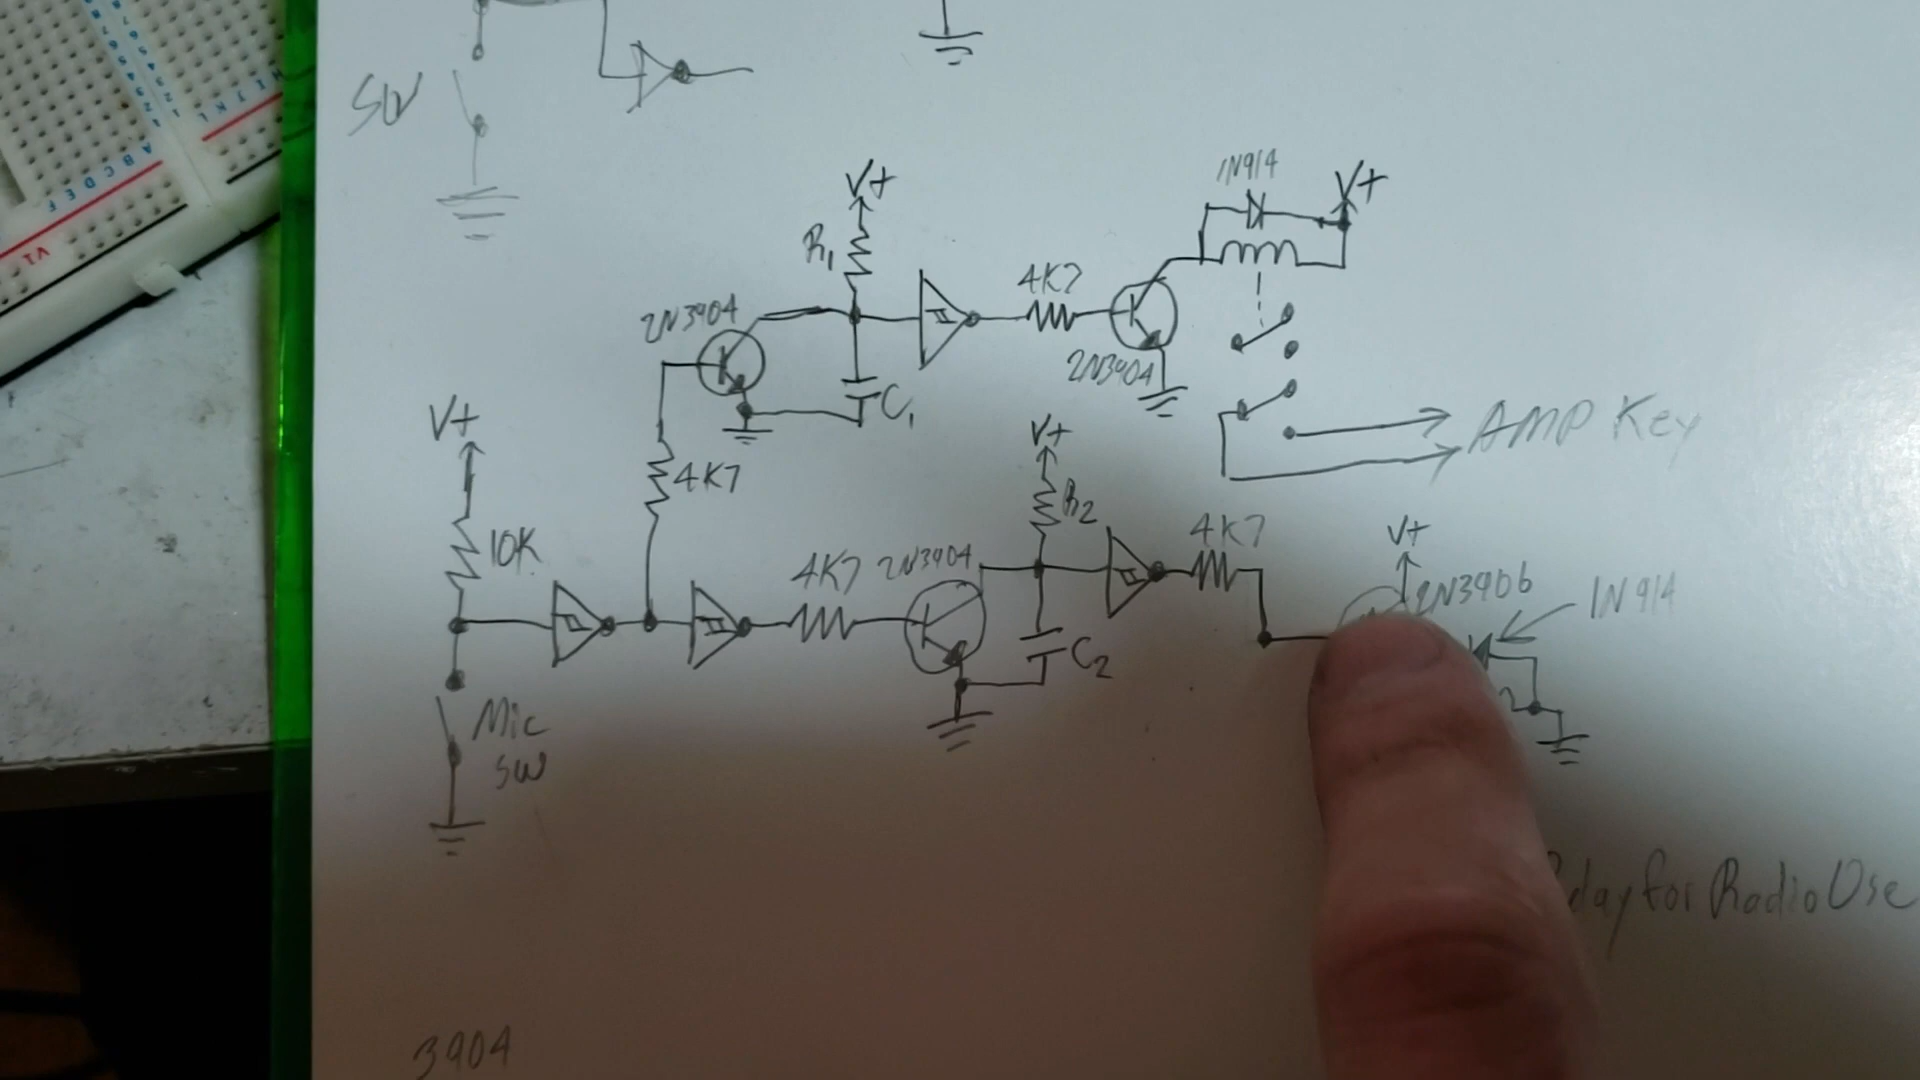 SW
1N914
V+
V+
R1
4K7
2N3904
2N3904
C1
V+
V+
AMP Key
4K7
R2
4K7
V+
10K
4K7
2N3904
2N3906
1N914
C2
Mic
SW
for Radio Use
3904
V1